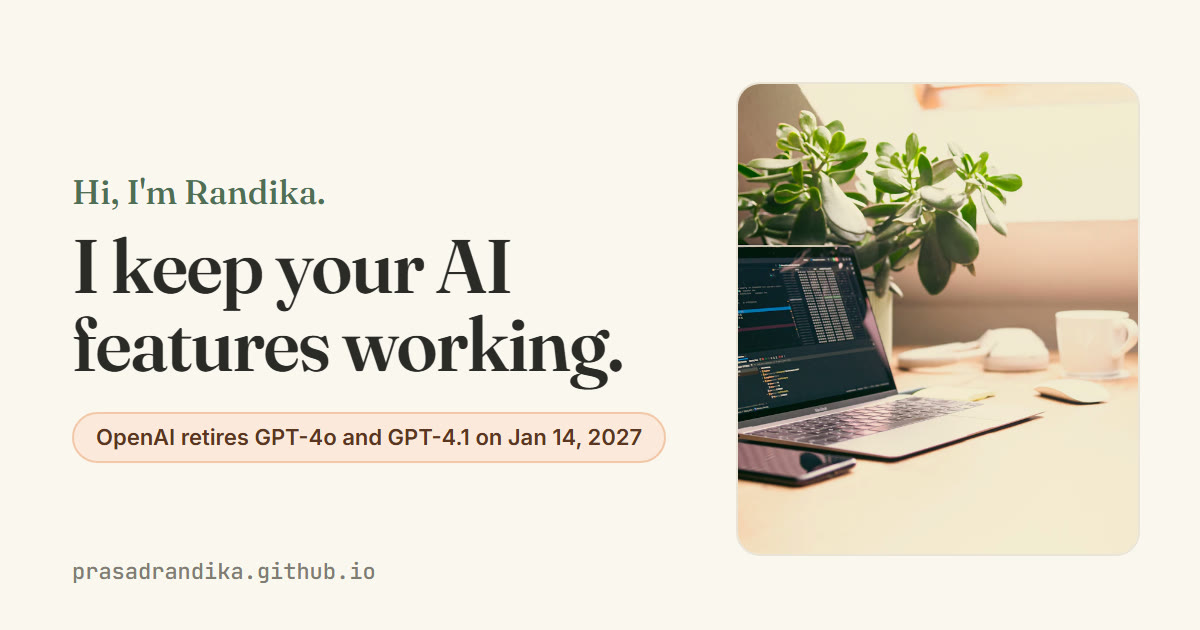 Hi, I'm Randika.
I keep your AI
features working.
OpenAI retires GPT-4o and GPT-4.1 on Jan 14, 2027
prasadrandika.github.io